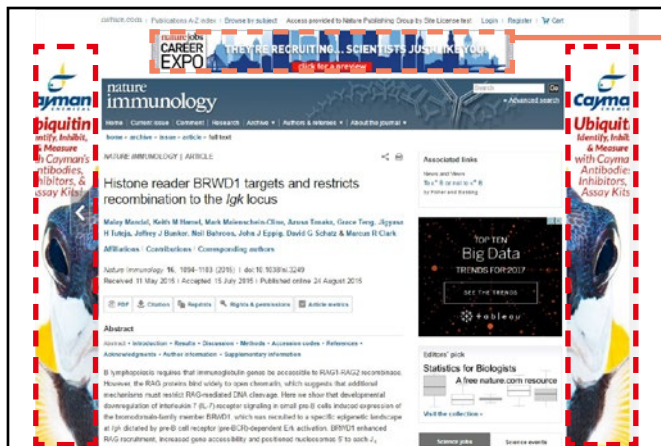 nature.com : Publications A-Z index : Browse by subject Access provided to Nature Publishing Group by Site License test Login : Register : Cart
naturejobs
CAREER
EXPO
THEY'RE RECRUITING... SCIENTISTS JUST LIKE YOU
click for a preview
Cayman
CHEMICAL
Ubiquitin
Identify, Inhibit,
& Measure
with Cayman's
Antibodies,
Inhibitors, &
Assay Kits!
nature
immunology
Search Go
Advanced search
Home Current issue Comment Research Archive Authors & referees About the journal
home archive issue article full text
NATURE IMMUNOLOGY | ARTICLE
Histone reader BRWD1 targets and restricts
recombination to the Igk locus
Malay Mandal, Keith M Hamel, Mark Maienschein-Cline, Azusa Tanaka, Grace Teng, Jigyasa
H Tuteja, Jeffrey J Bunker, Neil Bahroos, John J Eppig, David G Schatz & Marcus R Clark
Affiliations | Contributions | Corresponding authors
Nature Immunology 16, 1094–1103 (2015) | doi:10.1038/ni.3249
Received 11 May 2015 | Accepted 15 July 2015 | Published online 24 August 2015
PDF Citation Reprints Rights & permissions Article metrics
Abstract
Abstract • Introduction • Results • Discussion • Methods • Accession codes • References •
Acknowledgments • Author information • Supplementary information
B lymphopoiesis requires that immunoglobulin genes be accessible to RAG1-RAG2 recombinase.
However, the RAG proteins bind widely to open chromatin, which suggests that additional
mechanisms must restrict RAG-mediated DNA cleavage. Here we show that developmental
downregulation of interleukin 7 (IL-7)-receptor signaling in small pre-B cells induced expression of
the bromodomain-family member BRWD1, which was recruited to a specific epigenetic landscape
at Igk dictated by pre-B cell receptor (pre-BCR)-dependent Erk activation. BRWD1 enhanced
RAG recruitment, increased gene accessibility and positioned nucleosomes 5' to each J
Associated links
News and Views
by Fisher and Redding
TOP TEN
Big Data
TRENDS FOR 2017
SEE THE TRENDS
tableau
Editors' pick
Statistics for Biologists
A free nature.com resource
Visit the collection
Science jobs Science events
Cayman
Ubiquiti
Identify, Inhibit,
& Measure
with Cayman
Antibodies
Inhibitors,
Assay Kits